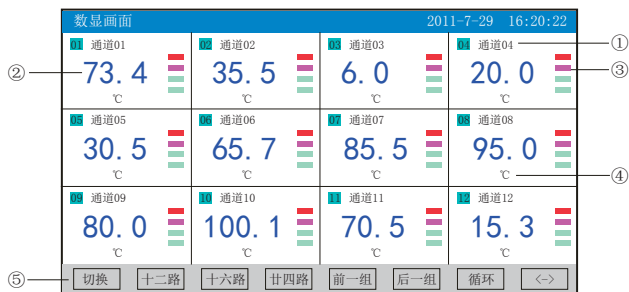 数显画面 2011-7-29 16:20:22
01 通道01 02 通道02 03 通道03 04 通道04 ①
② 73.4 35.5 6.0 20.0 ③
℃ ℃ ℃ ℃
05 通道05 06 通道06 07 通道07 08 通道08
30.5 65.7 85.5 95.0
℃ ℃ ℃ ℃ ④
09 通道09 10 通道10 11 通道11 12 通道12
80.0 100.1 70.5 15.3
℃ ℃ ℃ ℃
⑤ 切换 十二路 十六路 廿四路 前一组 后一组 循环 <->